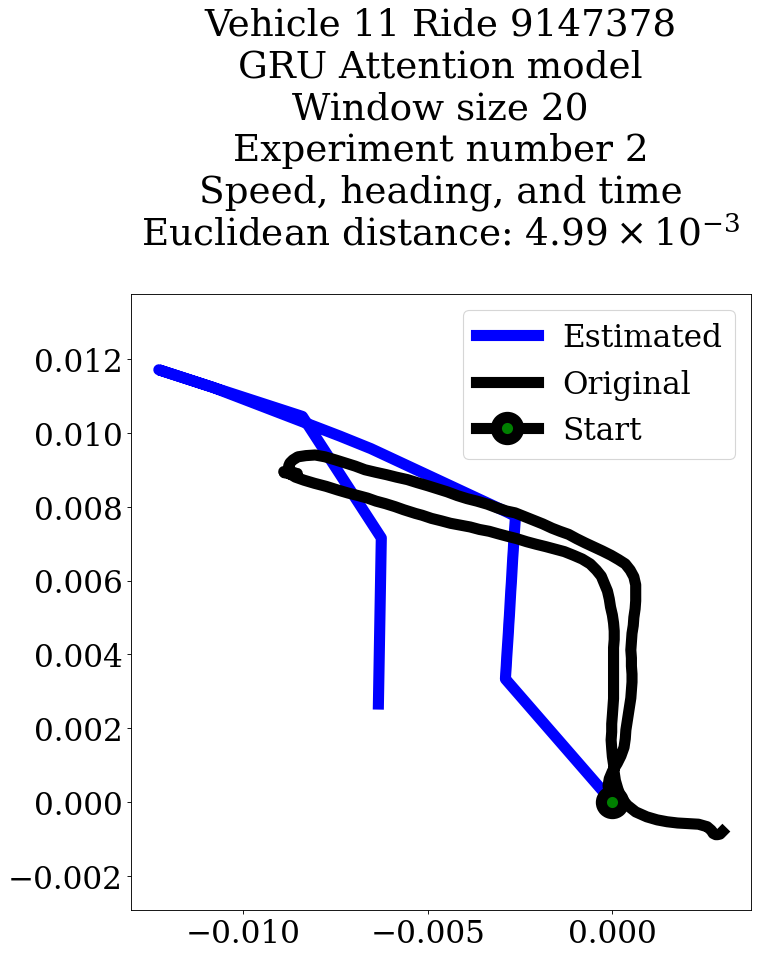 Vehicle 11 Ride 9147378
GRU Attention model
Window size 20
Experiment number 2
Speed, heading, and time
Euclidean distance: 4.99 × 10⁻³
Estimated
Original
Start
0.012
0.010
0.008
0.006
0.004
0.002
0.000
−0.002
−0.010 −0.005 0.000